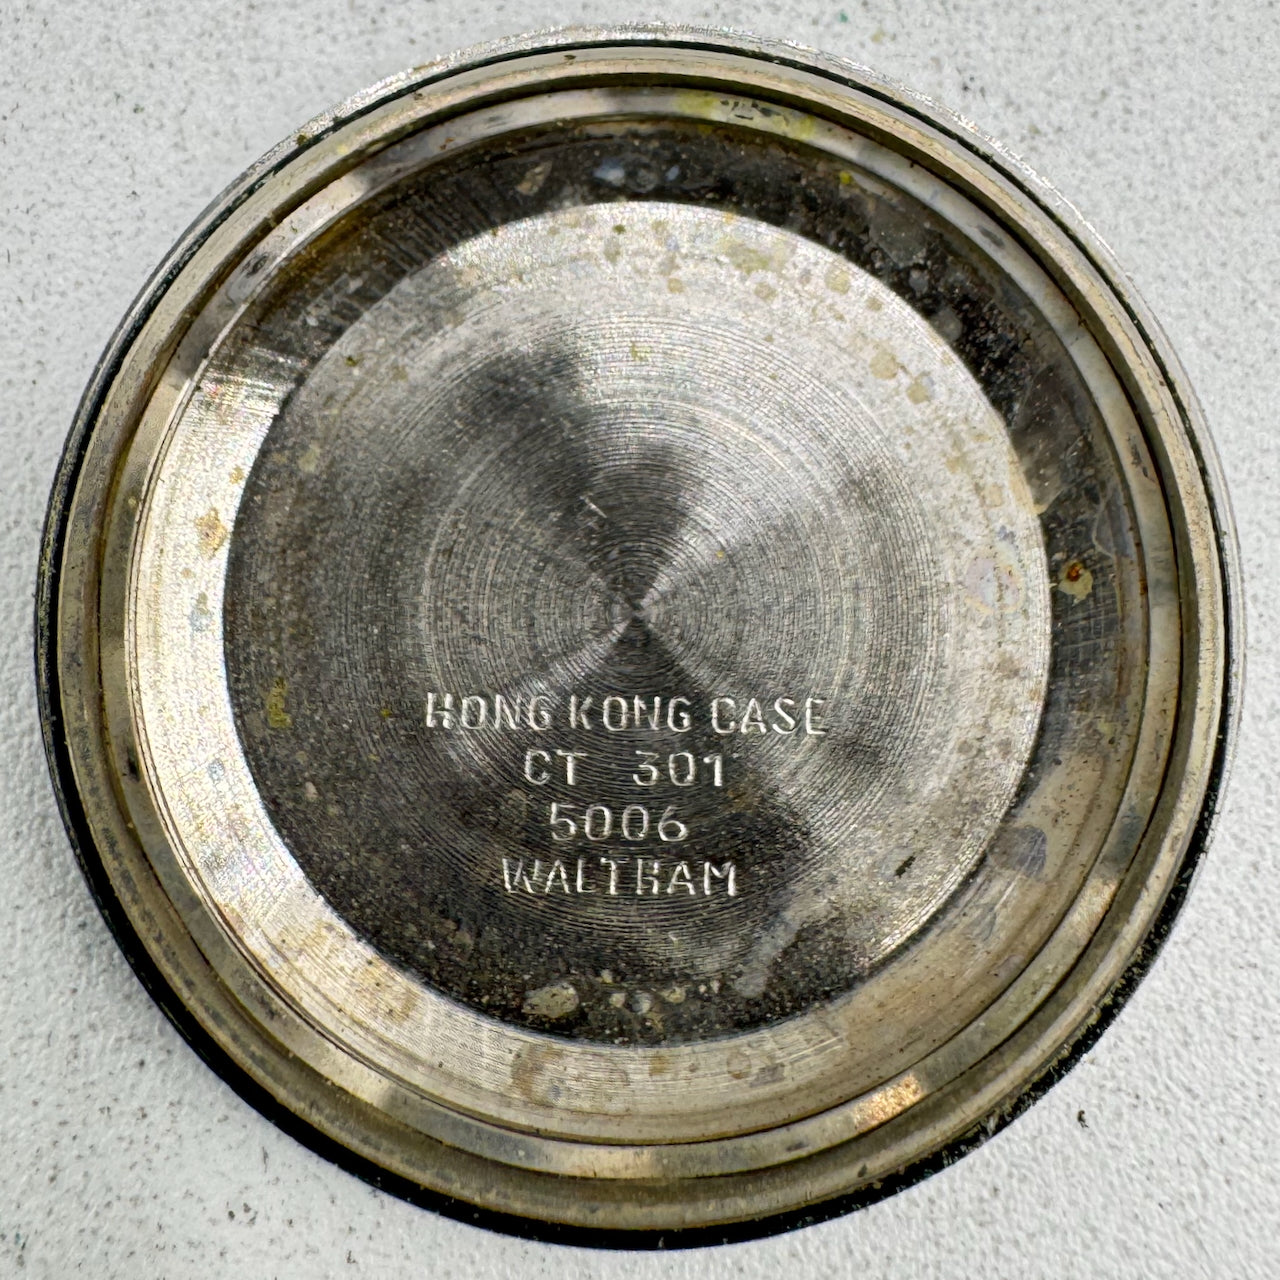 HONG KONG CASE
CT 301
5006
WALTHAM